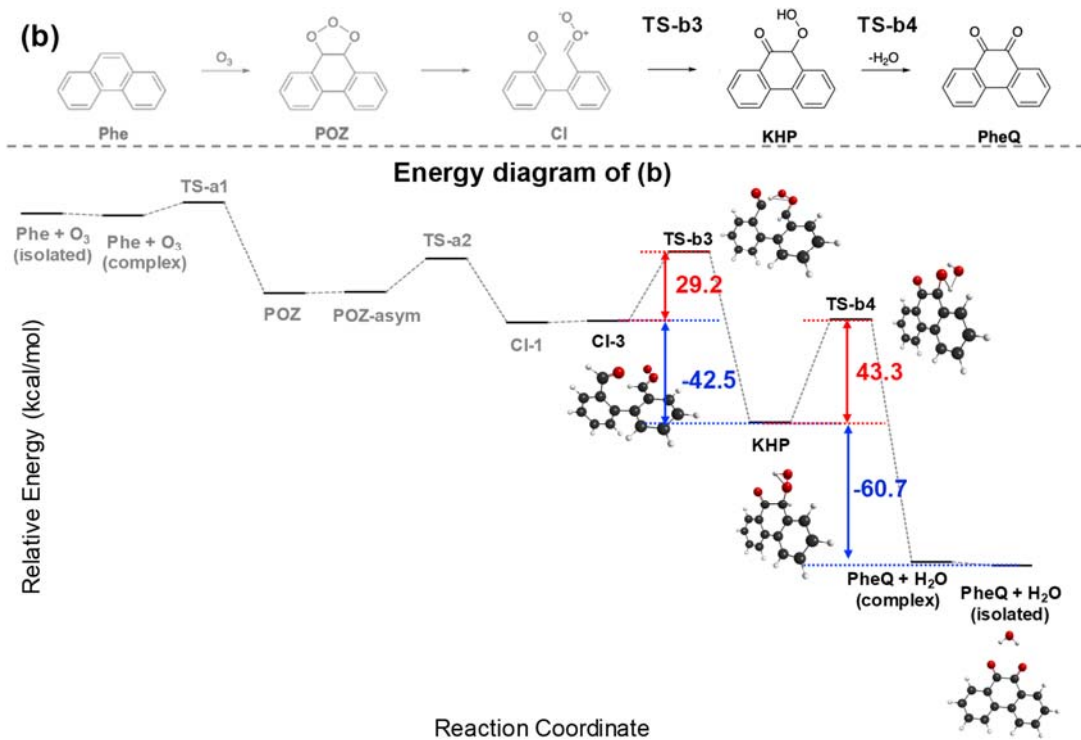 (b)
O₃
TS-b3
TS-b4
-H₂O
O
O
O
O
O
O⁺
-O
O
HO
O
O
O
Phe
POZ
CI
KHP
PheQ
Energy diagram of (b)
Relative Energy (kcal/mol)
Phe + O₃
(isolated)
Phe + O₃
(complex)
TS-a1
POZ
POZ-asym
TS-a2
CI-1
CI-3
TS-b3
29.2
-42.5
KHP
TS-b4
43.3
-60.7
PheQ + H₂O
(complex)
PheQ + H₂O
(isolated)
Reaction Coordinate